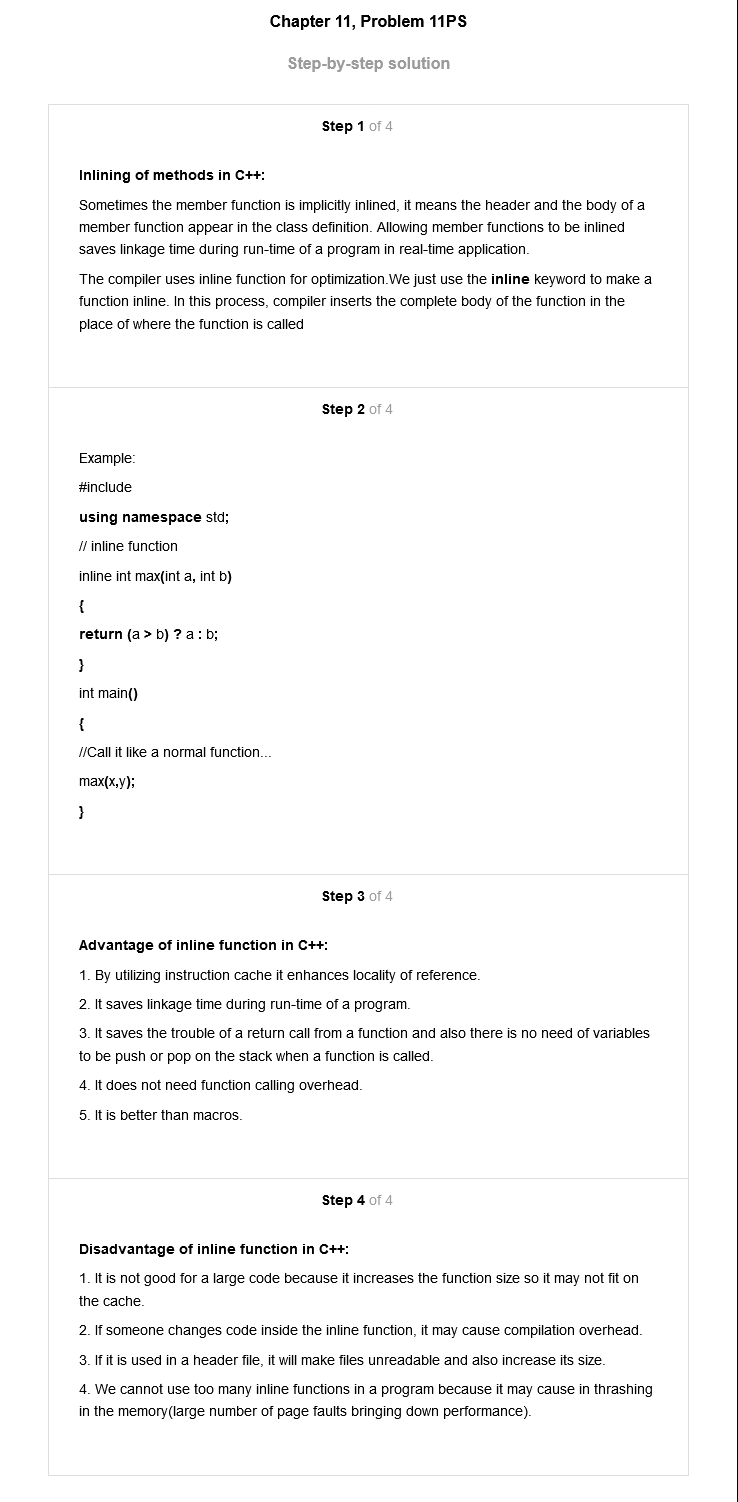 Chapter 11, Problem 11PS
Step-by-step solution
Step 1 of 4
Inlining of methods in C++:
Sometimes the member function is implicitly inlined, it means the header and the body of a
member function appear in the class definition. Allowing member functions to be inlined
saves linkage time during run-time of a program in real-time application.
The compiler uses inline function for optimization.We just use the inline keyword to make a
function inline. In this process, compiler inserts the complete body of the function in the
place of where the function is called
Step 2 of 4
Example:
#include
using namespace std;
// inline function
inline int max(int a, int b)
{
return (a > b) ? a : b;
}
int main()
{
//Call it like a normal function...
max(x,y);
}
Step 3 of 4
Advantage of inline function in C++:
1. By utilizing instruction cache it enhances locality of reference.
2. It saves linkage time during run-time of a program.
3. It saves the trouble of a return call from a function and also there is no need of variables
to be push or pop on the stack when a function is called.
4. It does not need function calling overhead.
5. It is better than macros.
Step 4 of 4
Disadvantage of inline function in C++:
1. It is not good for a large code because it increases the function size so it may not fit on
the cache.
2. If someone changes code inside the inline function, it may cause compilation overhead.
3. If it is used in a header file, it will make files unreadable and also increase its size.
4. We cannot use too many inline functions in a program because it may cause in thrashing
in the memory(large number of page faults bringing down performance).